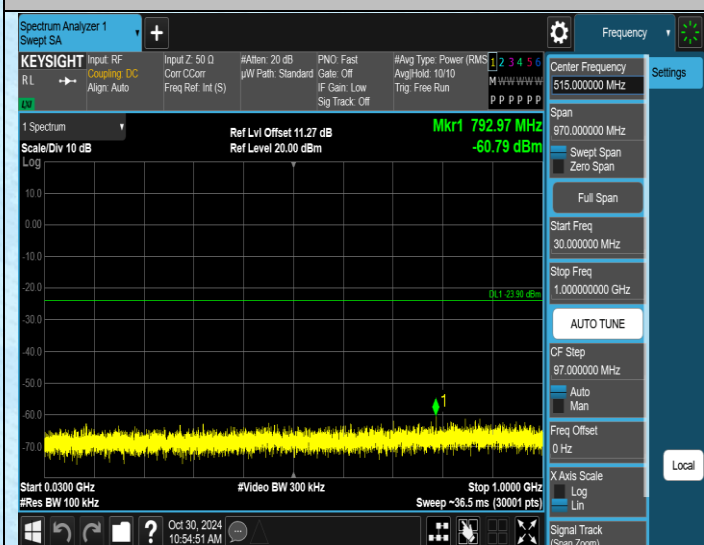 Spectrum Analyzer 1
Swept SA
+
Frequency
KEYSIGHT
RL
LXI
Input: RF
Coupling: DC
Align: Auto
Input Z: 50 Ω
Corr CCorr
Freq Ref: Int (S)
#Atten: 20 dB
µW Path: Standard
PNO: Fast
Gate: Off
IF Gain: Low
Sig Track: Off
#Avg Type: Power (RMS
Avg|Hold: 10/10
Trig: Free Run
1 2 3 4 5 6
M W W W W W
P P P P P P
Center Frequency
515.000000 MHz
Settings
Span
970.000000 MHz
Swept Span
Zero Span
Full Span
Start Freq
30.000000 MHz
Stop Freq
1.000000000 GHz
AUTO TUNE
CF Step
97.000000 MHz
Auto
Man
Freq Offset
0 Hz
X Axis Scale
Log
Lin
Signal Track
(Span Zoom)
Local
1 Spectrum
Scale/Div 10 dB
Ref Lvl Offset 11.27 dB
Ref Level 20.00 dBm
Mkr1 792.97 MHz
-60.79 dBm
Log
10.0
0.00
-10.0
-20.0
DL1 -23.90 dBm
-30.0
-40.0
-50.0
1
-60.0
-70.0
Start 0.0300 GHz
#Video BW 300 kHz
Stop 1.0000 GHz
#Res BW 100 kHz
Sweep ~36.5 ms (30001 pts)
?
Oct 30, 2024
10:54:51 AM